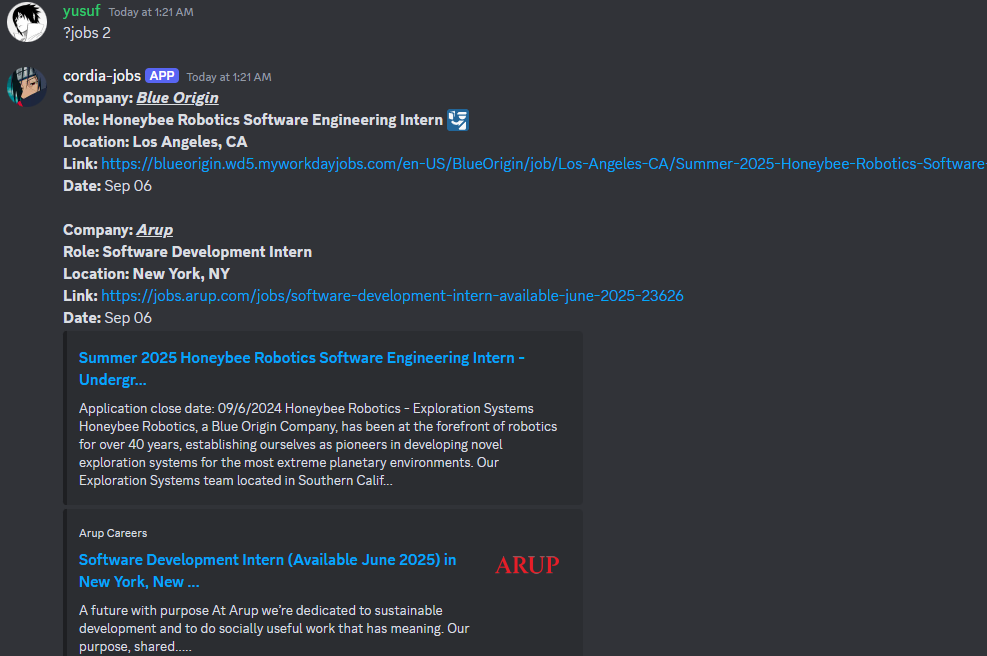 yusuf Today at 1:21 AM
?jobs 2
cordia-jobs APP Today at 1:21 AM
Company: Blue Origin
Role: Honeybee Robotics Software Engineering Intern 🛃
Location: Los Angeles, CA
Link: https://blueorigin.wd5.myworkdayjobs.com/en-US/BlueOrigin/job/Los-Angeles-CA/Summer-2025-Honeybee-Robotics-Software-
Date: Sep 06
Company: Arup
Role: Software Development Intern
Location: New York, NY
Link: https://jobs.arup.com/jobs/software-development-intern-available-june-2025-23626
Date: Sep 06
Summer 2025 Honeybee Robotics Software Engineering Intern -
Undergr...
Application close date: 09/6/2024 Honeybee Robotics - Exploration Systems
Honeybee Robotics, a Blue Origin Company, has been at the forefront of robotics
for over 40 years, establishing ourselves as pioneers in developing novel
exploration systems for the most extreme planetary environments. Our
Exploration Systems team located in Southern Calif...
Arup Careers
Software Development Intern (Available June 2025) in
New York, New ...
ARUP
A future with purpose At Arup we're dedicated to sustainable
development and to do socially useful work that has meaning. Our
purpose, shared.....